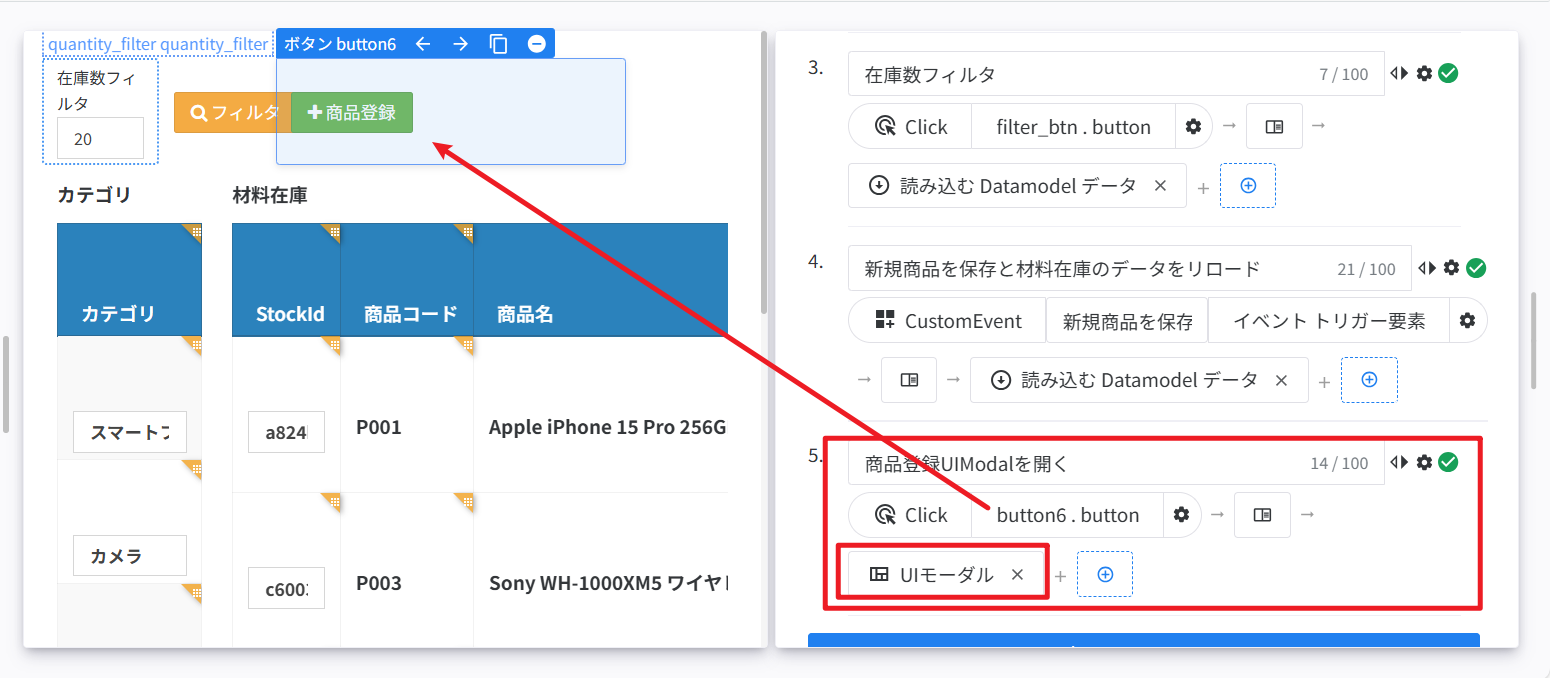 quantity_filter quantity_filter
ボタン button6
在庫数フィ
ルタ
20
フィルタ
商品登録
カテゴリ
材料在庫
カテゴリ
StockId
商品コード
商品名
スマートフ
a824
P001
Apple iPhone 15 Pro 256G
カメラ
c600
P003
Sony WH-1000XM5 ワイヤレ
3.
在庫数フィルタ
7 / 100
Click
filter_btn . button
読み込む Datamodel データ
4.
新規商品を保存と材料在庫のデータをリロード
21 / 100
CustomEvent
新規商品を保存
イベント トリガー要素
読み込む Datamodel データ
5.
商品登録UIModalを開く
14 / 100
Click
button6 . button
UIモーダル